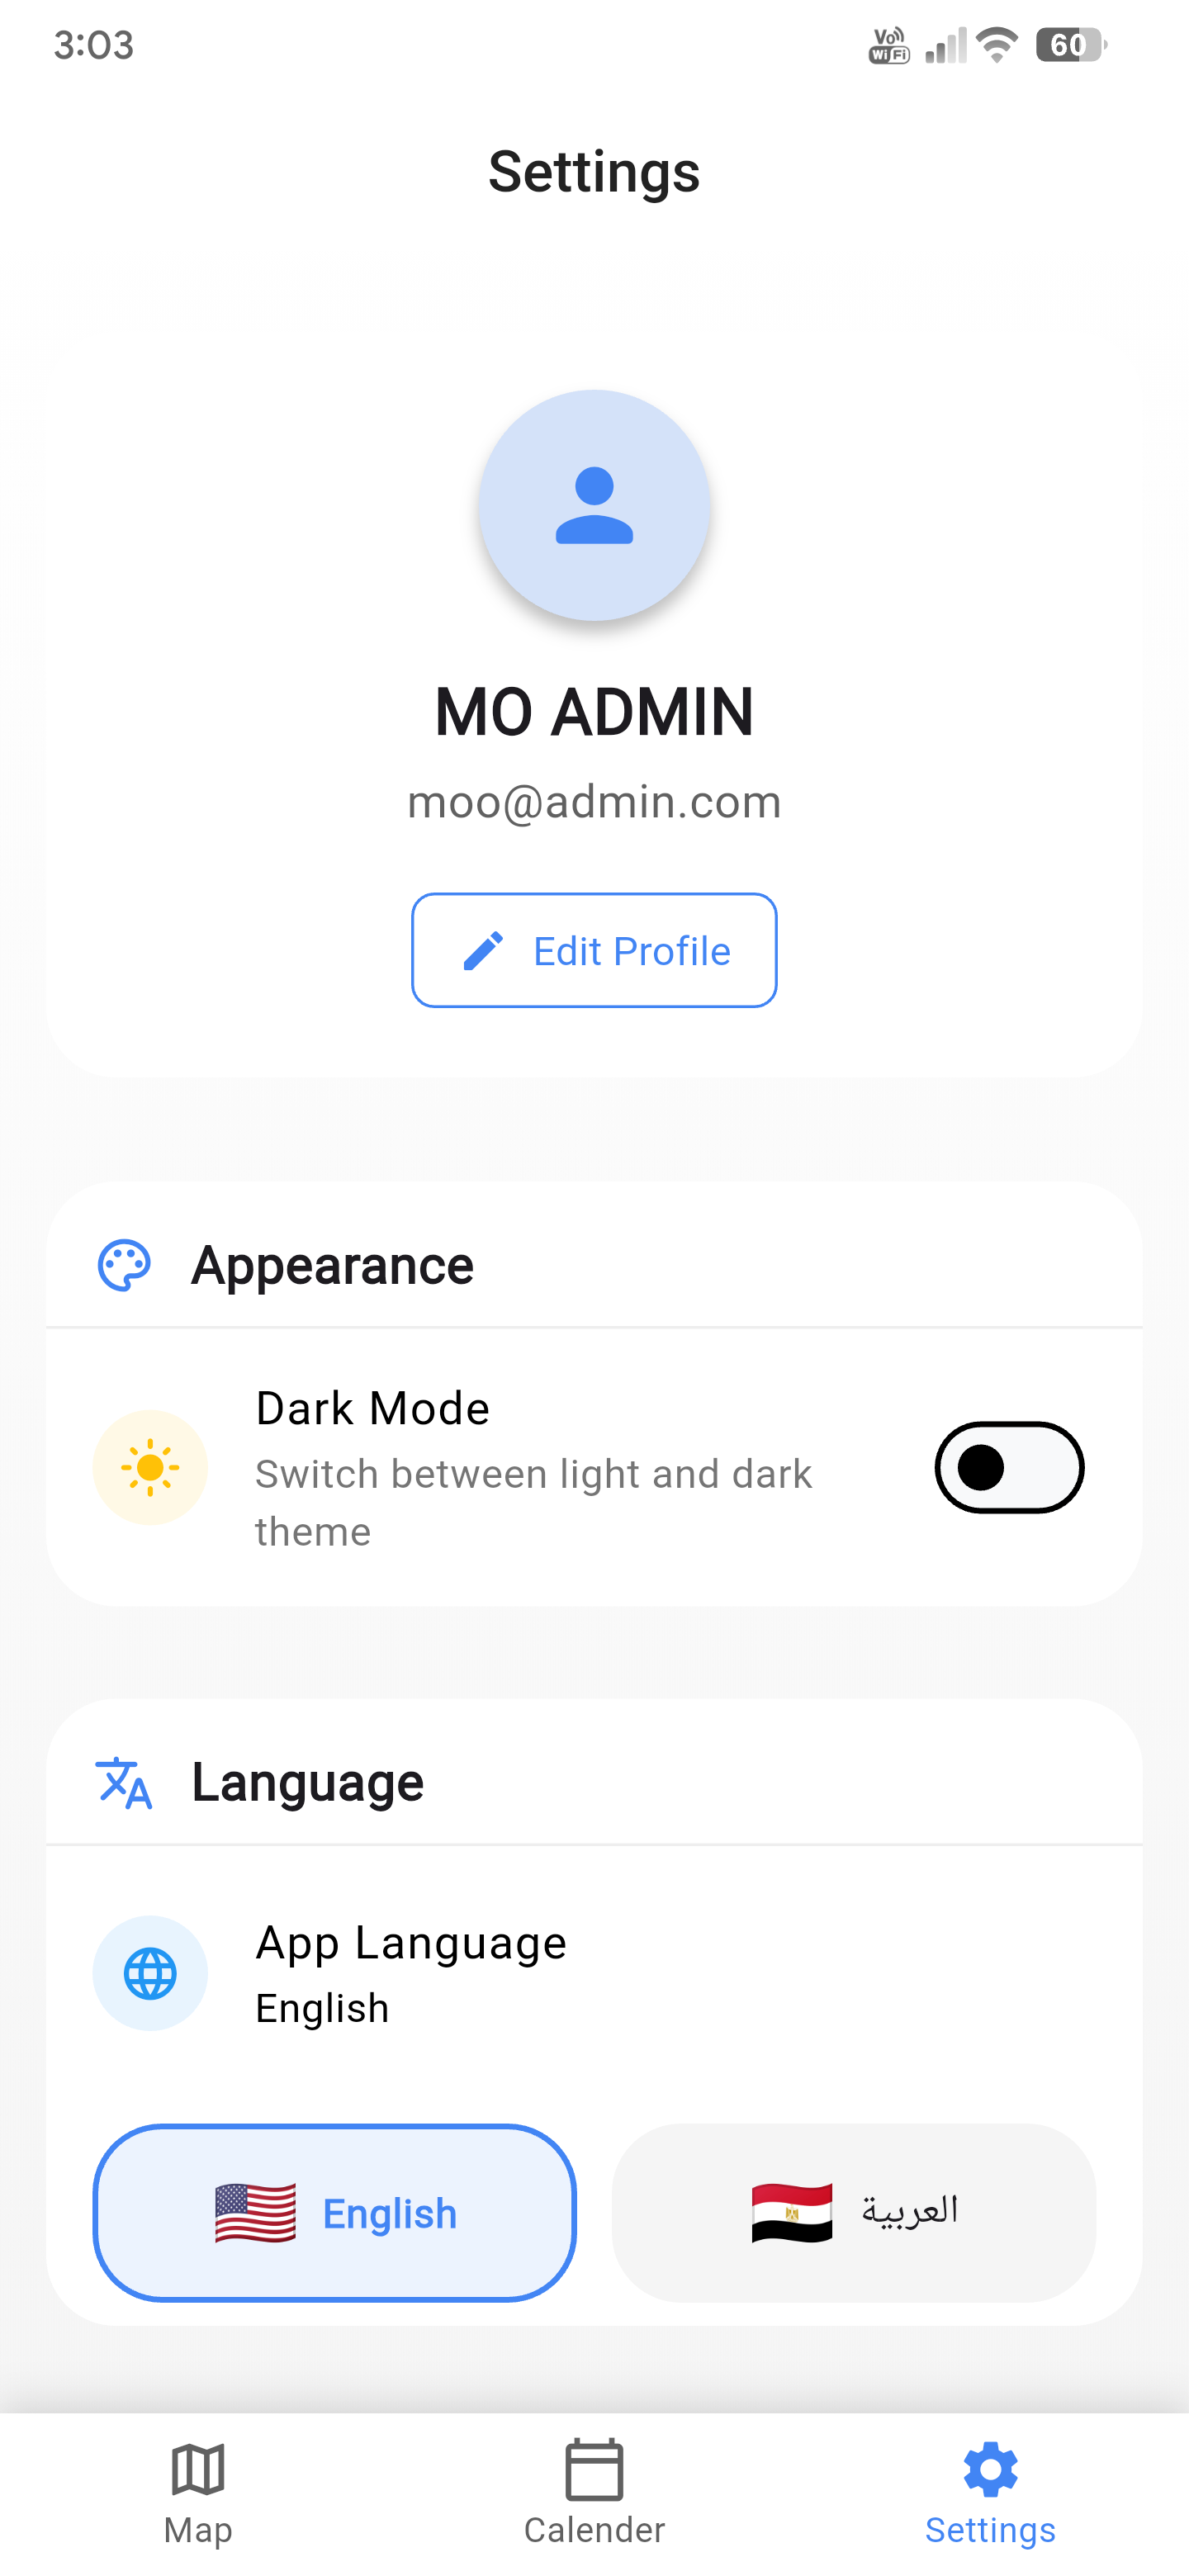 3:03
Vo
WiFi
60
Settings
MO ADMIN
moo@admin.com
Edit Profile
Appearance
Dark Mode
Switch between light and dark
theme
Language
App Language
English
English
العربية
Map
Calender
Settings